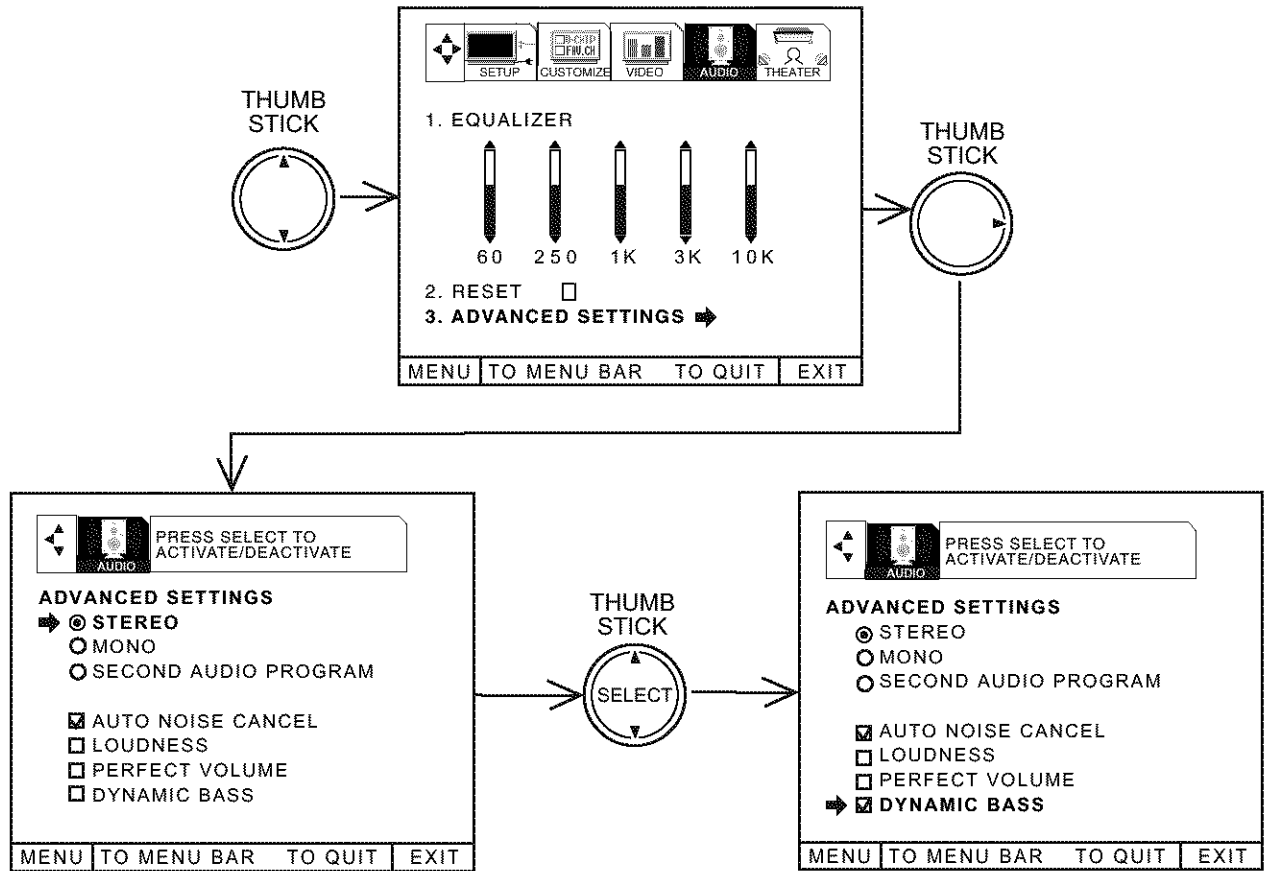 V-CHIP
FAV.CH
SETUP CUSTOMIZE VIDEO AUDIO THEATER
THUMB
STICK
1. EQUALIZER
60 250 1K 3K 10K
2. RESET
3. ADVANCED SETTINGS
MENU TO MENU BAR TO QUIT EXIT
THUMB
STICK
PRESS SELECT TO
ACTIVATE/DEACTIVATE
AUDIO
ADVANCED SETTINGS
STEREO
MONO
SECOND AUDIO PROGRAM
AUTO NOISE CANCEL
LOUDNESS
PERFECT VOLUME
DYNAMIC BASS
MENU TO MENU BAR TO QUIT EXIT
THUMB
STICK
SELECT
PRESS SELECT TO
ACTIVATE/DEACTIVATE
AUDIO
ADVANCED SETTINGS
STEREO
MONO
SECOND AUDIO PROGRAM
AUTO NOISE CANCEL
LOUDNESS
PERFECT VOLUME
DYNAMIC BASS
MENU TO MENU BAR TO QUIT EXIT